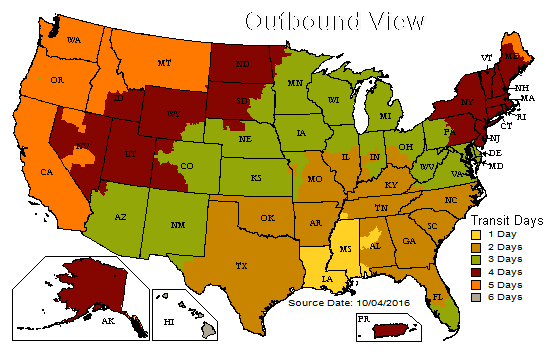 Outbound View
WA
OR
CA
NV
ID
MT
WY
UT
AZ
NM
CO
ND
SD
NE
KS
OK
TX
MN
IA
MO
AR
LA
WI
IL
MI
IN
OH
KY
TN
MS
AL
GA
FL
SC
NC
VA
WV
PA
NY
VT
ME
NH
MA
RI
CT
NJ
DE
MD
AK
HI
PR
Transit Days
1 Day
2 Days
3 Days
4 Days
5 Days
6 Days
Source Date: 10/04/2016